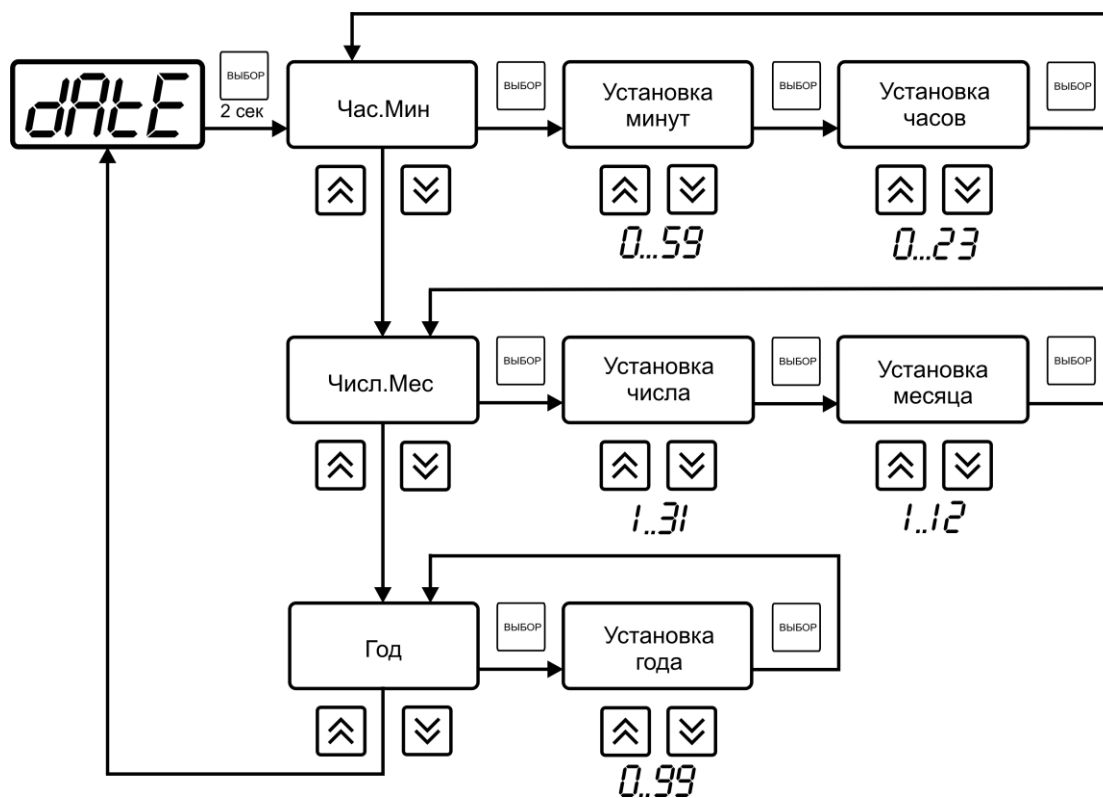 dAtE
ВЫБОР
2 сек
Час.Мин
ВЫБОР
Установка
минут
ВЫБОР
Установка
часов
ВЫБОР
0...59
0...23
Числ.Мес
ВЫБОР
Установка
числа
ВЫБОР
Установка
месяца
ВЫБОР
1..31
1..12
Год
ВЫБОР
Установка
года
ВЫБОР
0..99